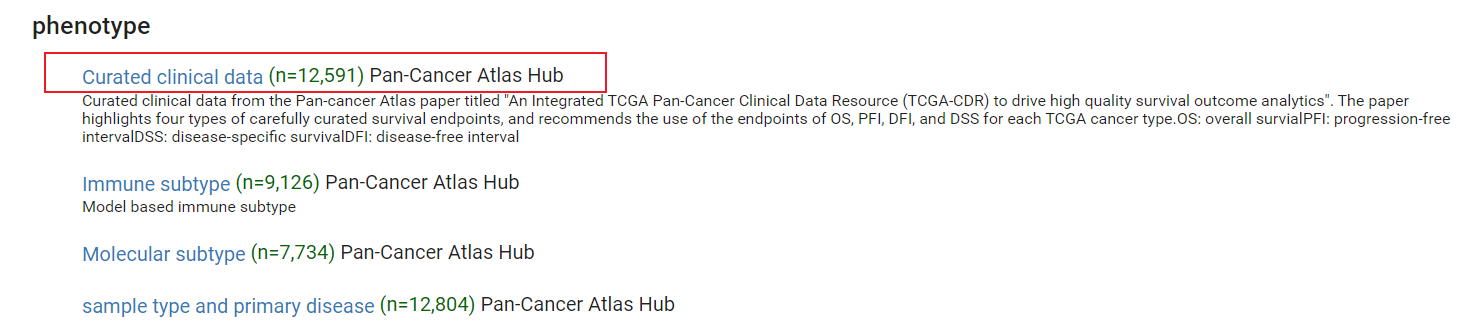 phenotype
Curated clinical data (n=12,591) Pan-Cancer Atlas Hub
Curated clinical data from the Pan-cancer Atlas paper titled "An Integrated TCGA Pan-Cancer Clinical Data Resource (TCGA-CDR) to drive high quality survival outcome analytics". The paper
highlights four types of carefully curated survival endpoints, and recommends the use of the endpoints of OS, PFI, DFI, and DSS for each TCGA cancer type.OS: overall survialPFI: progression-free
intervalDSS: disease-specific survivalDFI: disease-free interval
Immune subtype (n=9,126) Pan-Cancer Atlas Hub
Model based immune subtype
Molecular subtype (n=7,734) Pan-Cancer Atlas Hub
sample type and primary disease (n=12,804) Pan-Cancer Atlas Hub